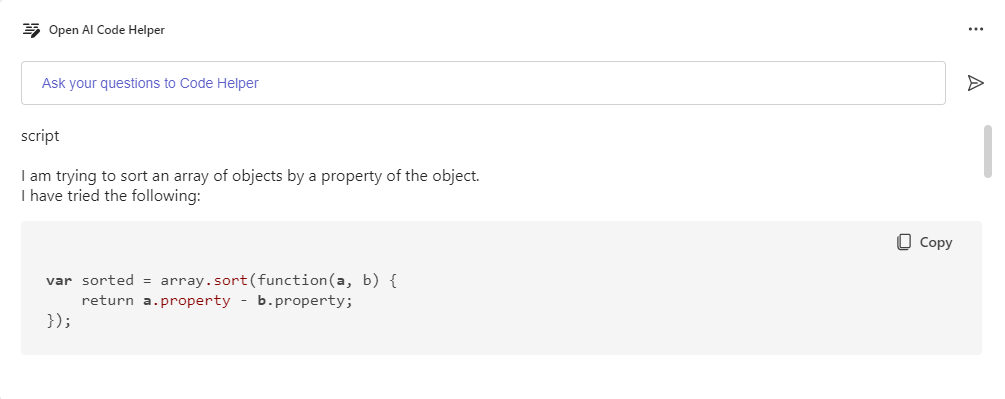 Open AI Code Helper
Ask your questions to Code Helper
script
I am trying to sort an array of objects by a property of the object.
I have tried the following:
Copy
var sorted = array.sort(function(a, b) {
    return a.property - b.property;
});